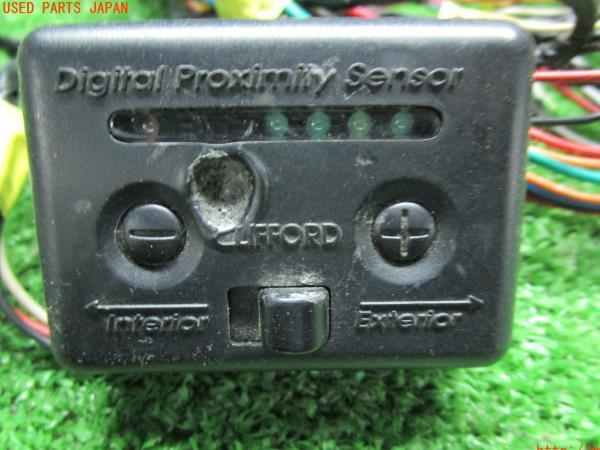 USED PARTS JAPAN
Digital Proximity Sensor
CLIFFORD
Interior Exterior